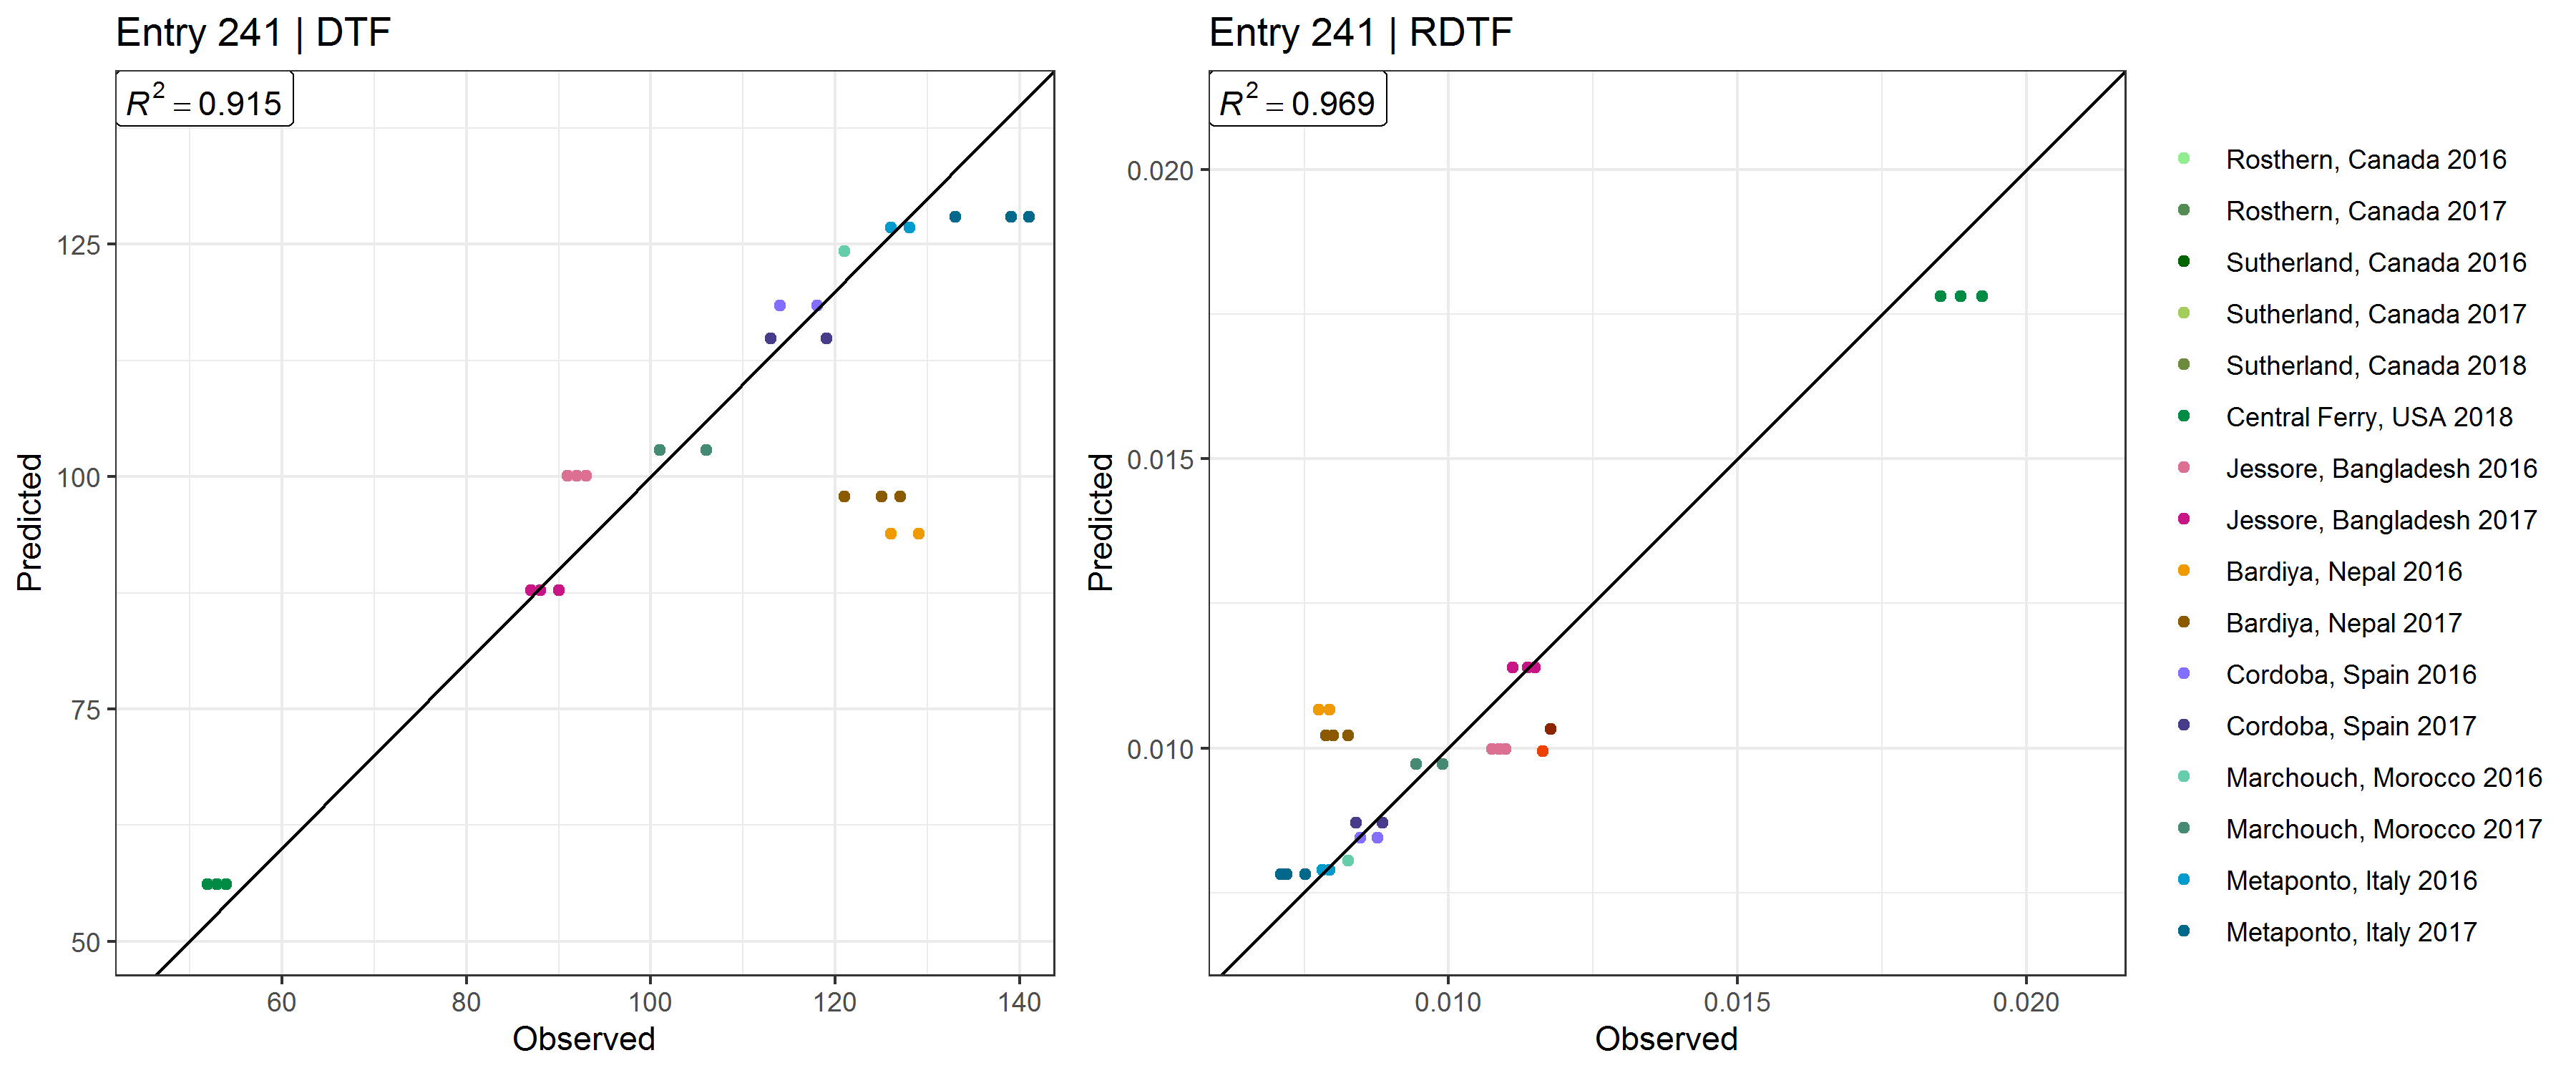 Entry 241 | DTF
R² = 0.915
125
100
75
50
Predicted
60 80 100 120 140
Observed
Entry 241 | RDTF
R² = 0.969
0.020
0.015
0.010
Predicted
0.010 0.015 0.020
Observed
Rosthern, Canada 2016
Rosthern, Canada 2017
Sutherland, Canada 2016
Sutherland, Canada 2017
Sutherland, Canada 2018
Central Ferry, USA 2018
Jessore, Bangladesh 2016
Jessore, Bangladesh 2017
Bardiya, Nepal 2016
Bardiya, Nepal 2017
Cordoba, Spain 2016
Cordoba, Spain 2017
Marchouch, Morocco 2016
Marchouch, Morocco 2017
Metaponto, Italy 2016
Metaponto, Italy 2017